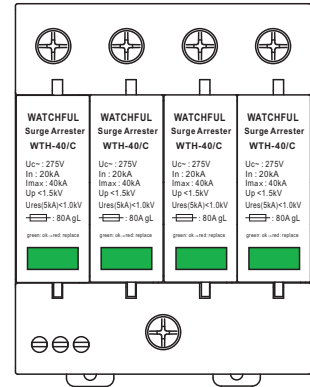 WATCHFUL
Surge Arrester
WTH-40/C
Uc~ : 275V
In : 20kA
Imax : 40kA
Up <1.5kV
Ures(5kA)<1.0kV
: 80A gL
green: ok→red: replace
WATCHFUL
Surge Arrester
WTH-40/C
Uc~ : 275V
In : 20kA
Imax : 40kA
Up <1.5kV
Ures(5kA)<1.0kV
: 80A gL
green: ok→red: replace
WATCHFUL
Surge Arrester
WTH-40/C
Uc~ : 275V
In : 20kA
Imax : 40kA
Up <1.5kV
Ures(5kA)<1.0kV
: 80A gL
green: ok→red: replace
WATCHFUL
Surge Arrester
WTH-40/C
Uc~ : 275V
In : 20kA
Imax : 40kA
Up <1.5kV
Ures(5kA)<1.0kV
: 80A gL
green: ok→red: replace